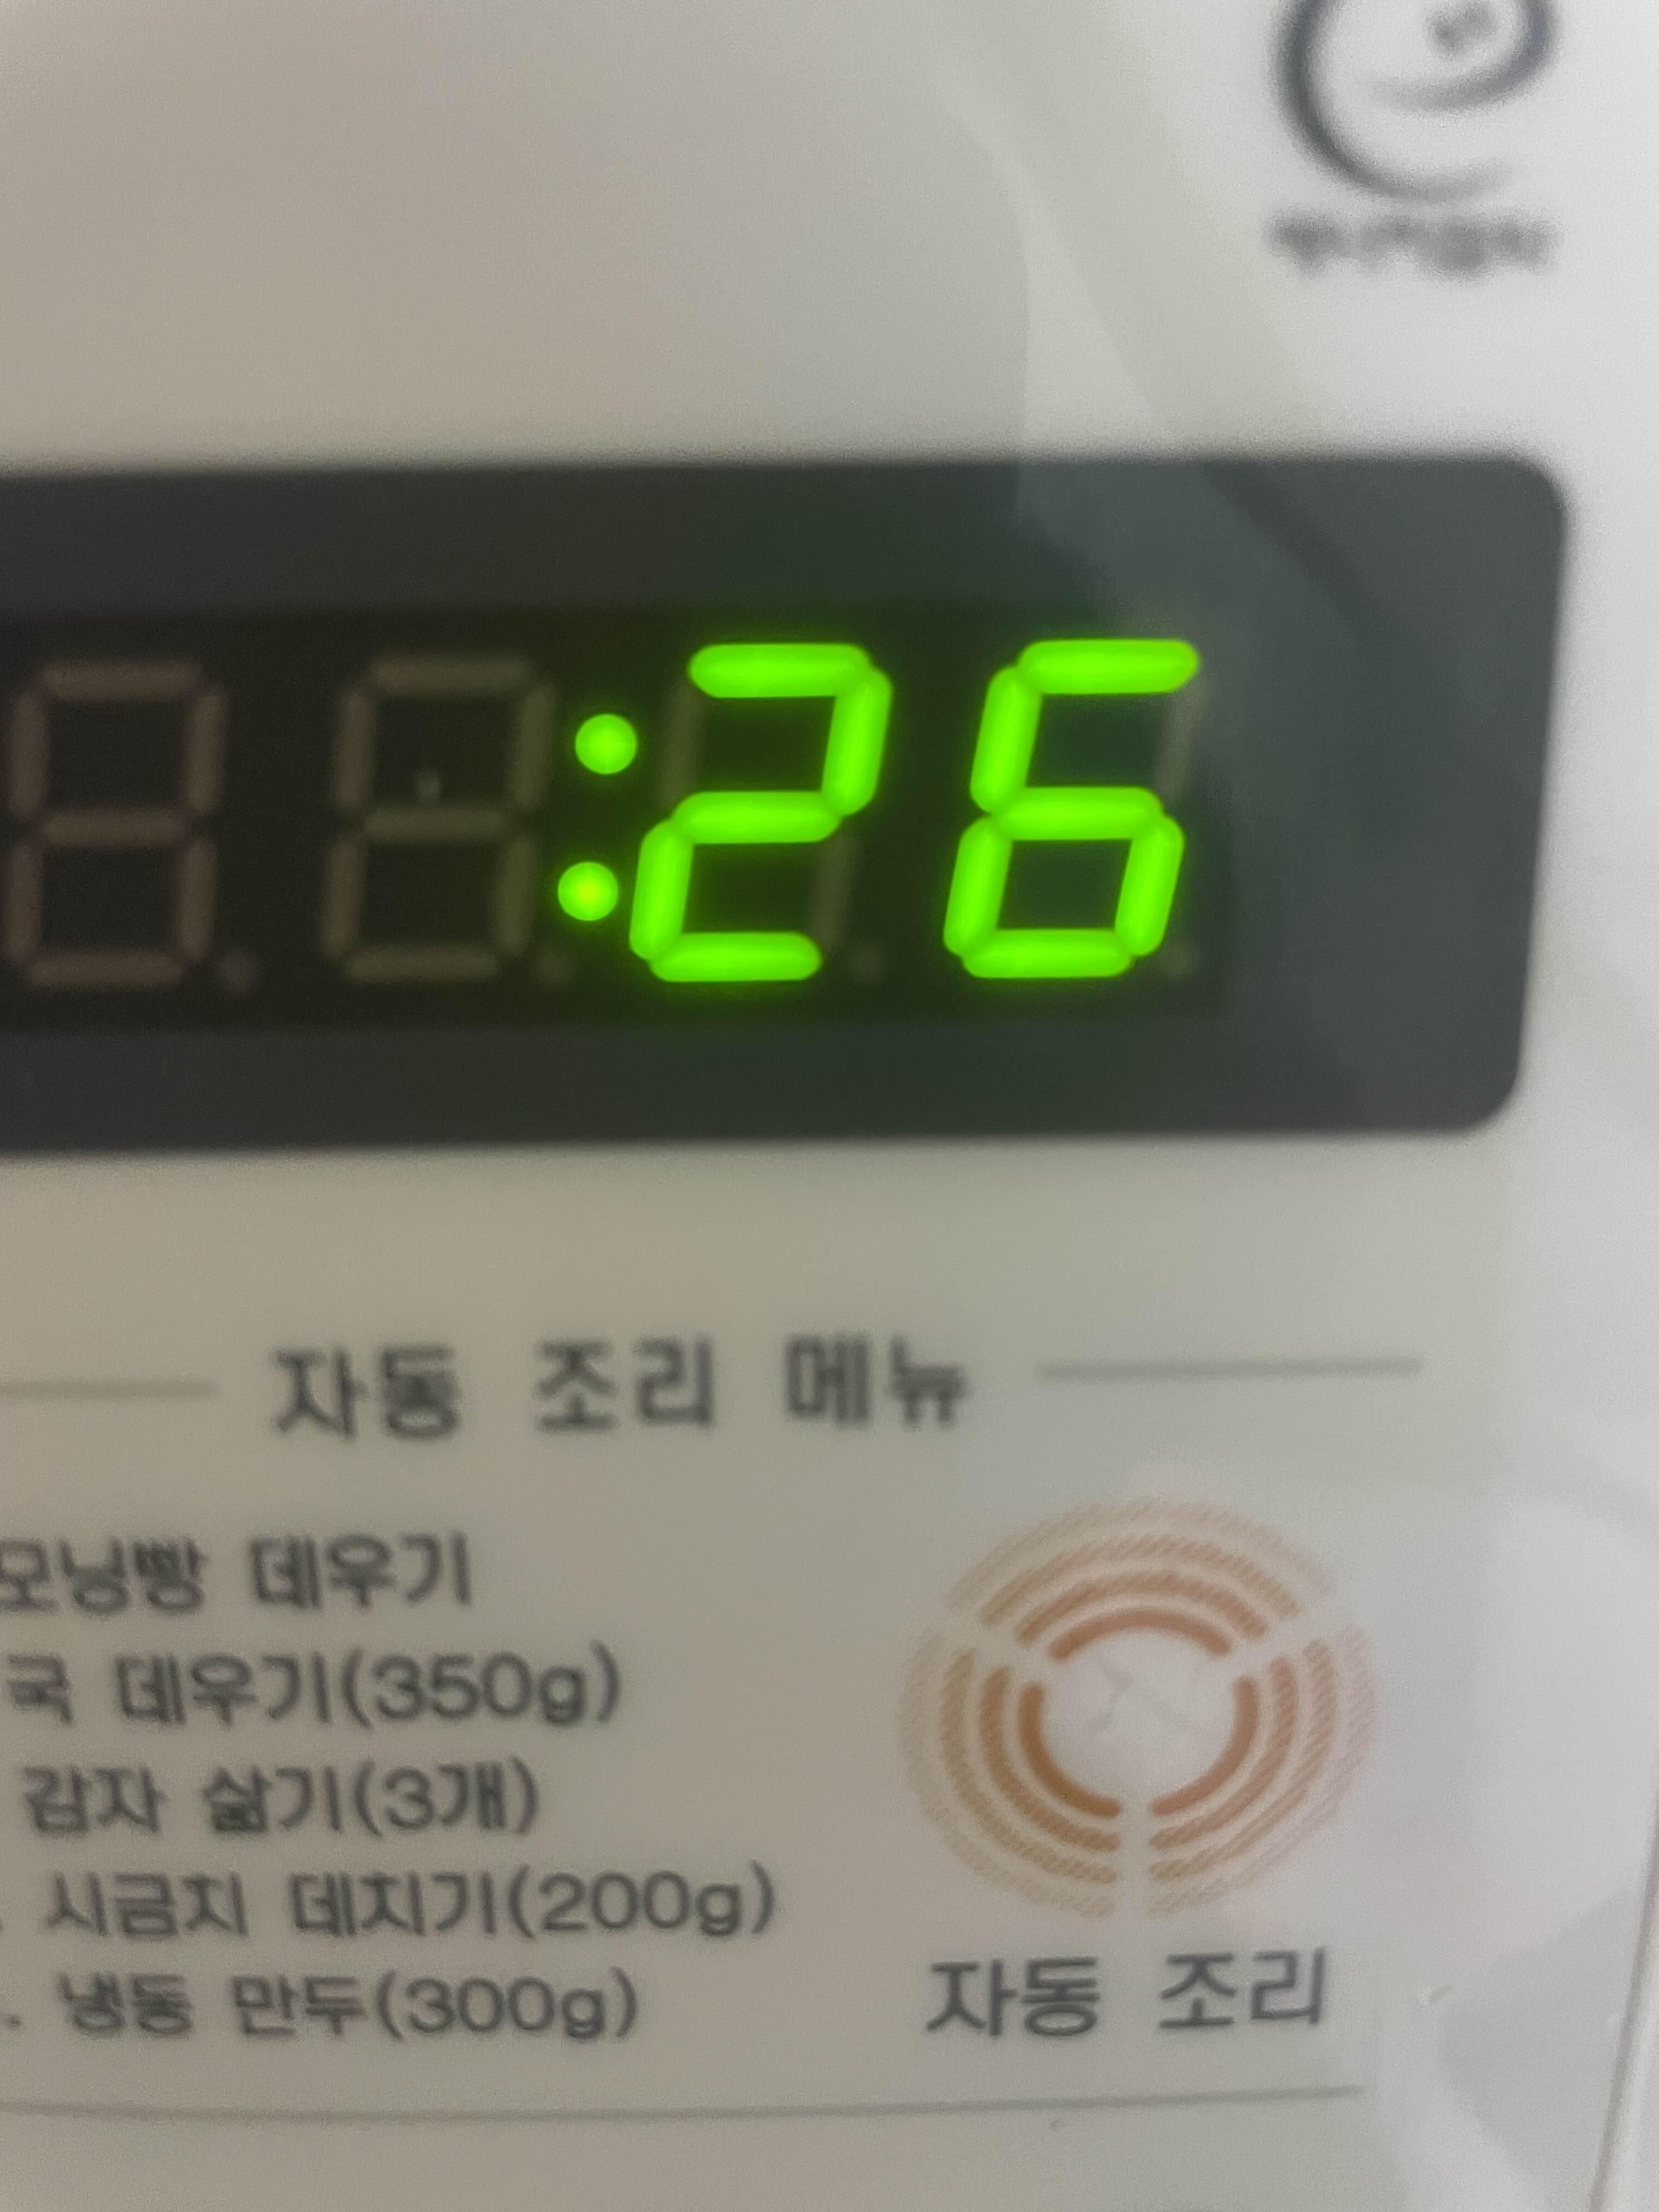 :26
자동 조리 메뉴
모닝빵 데우기
국 데우기(350g)
감자 삶기(3개)
시금치 데치기(200g)
. 냉동 만두(300g)
자동 조리